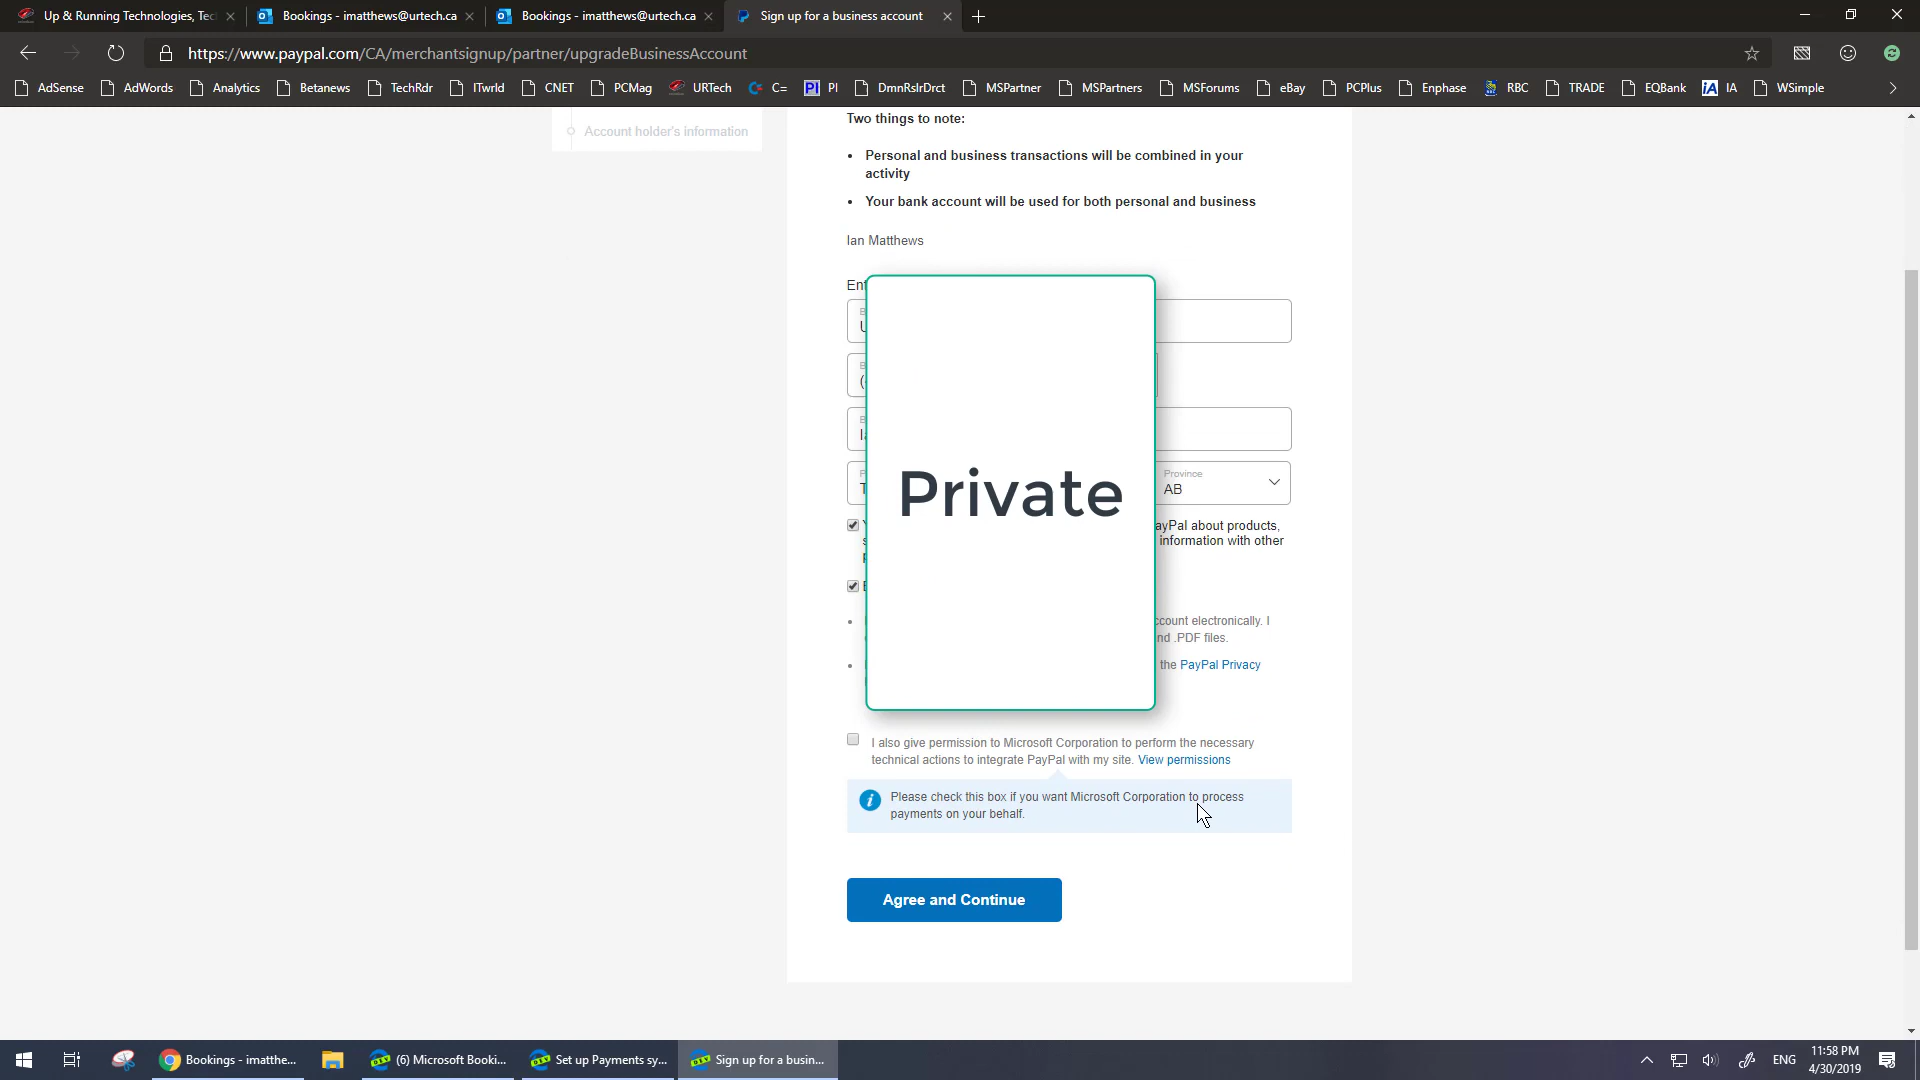 Up & Running Technologies, Tec
Bookings - imatthews@urtech.ca
Bookings - imatthews@urtech.ca
Sign up for a business account
https://www.paypal.com/CA/merchantsignup/partner/upgradeBusinessAccount
AdSense
AdWords
Analytics
Betanews
TechRdr
ITwrld
CNET
PCMag
URTech
C=
PI
DmnRslrDrct
MSPartner
MSPartners
MSForums
eBay
PCPlus
Enphase
RBC
TRADE
EQBank
IA
WSimple
Account holder's information
Two things to note:
• Personal and business transactions will be combined in your
activity
• Your bank account will be used for both personal and business
Ian Matthews
Private
Province
AB
ayPal about products,
information with other
ccount electronically. I
nd .PDF files.
the PayPal Privacy
I also give permission to Microsoft Corporation to perform the necessary
technical actions to integrate PayPal with my site. View permissions
Please check this box if you want Microsoft Corporation to process
payments on your behalf.
Agree and Continue
Bookings - imatthe...
(6) Microsoft Booki...
Set up Payments sy...
Sign up for a busin...
ENG
11:58 PM
4/30/2019